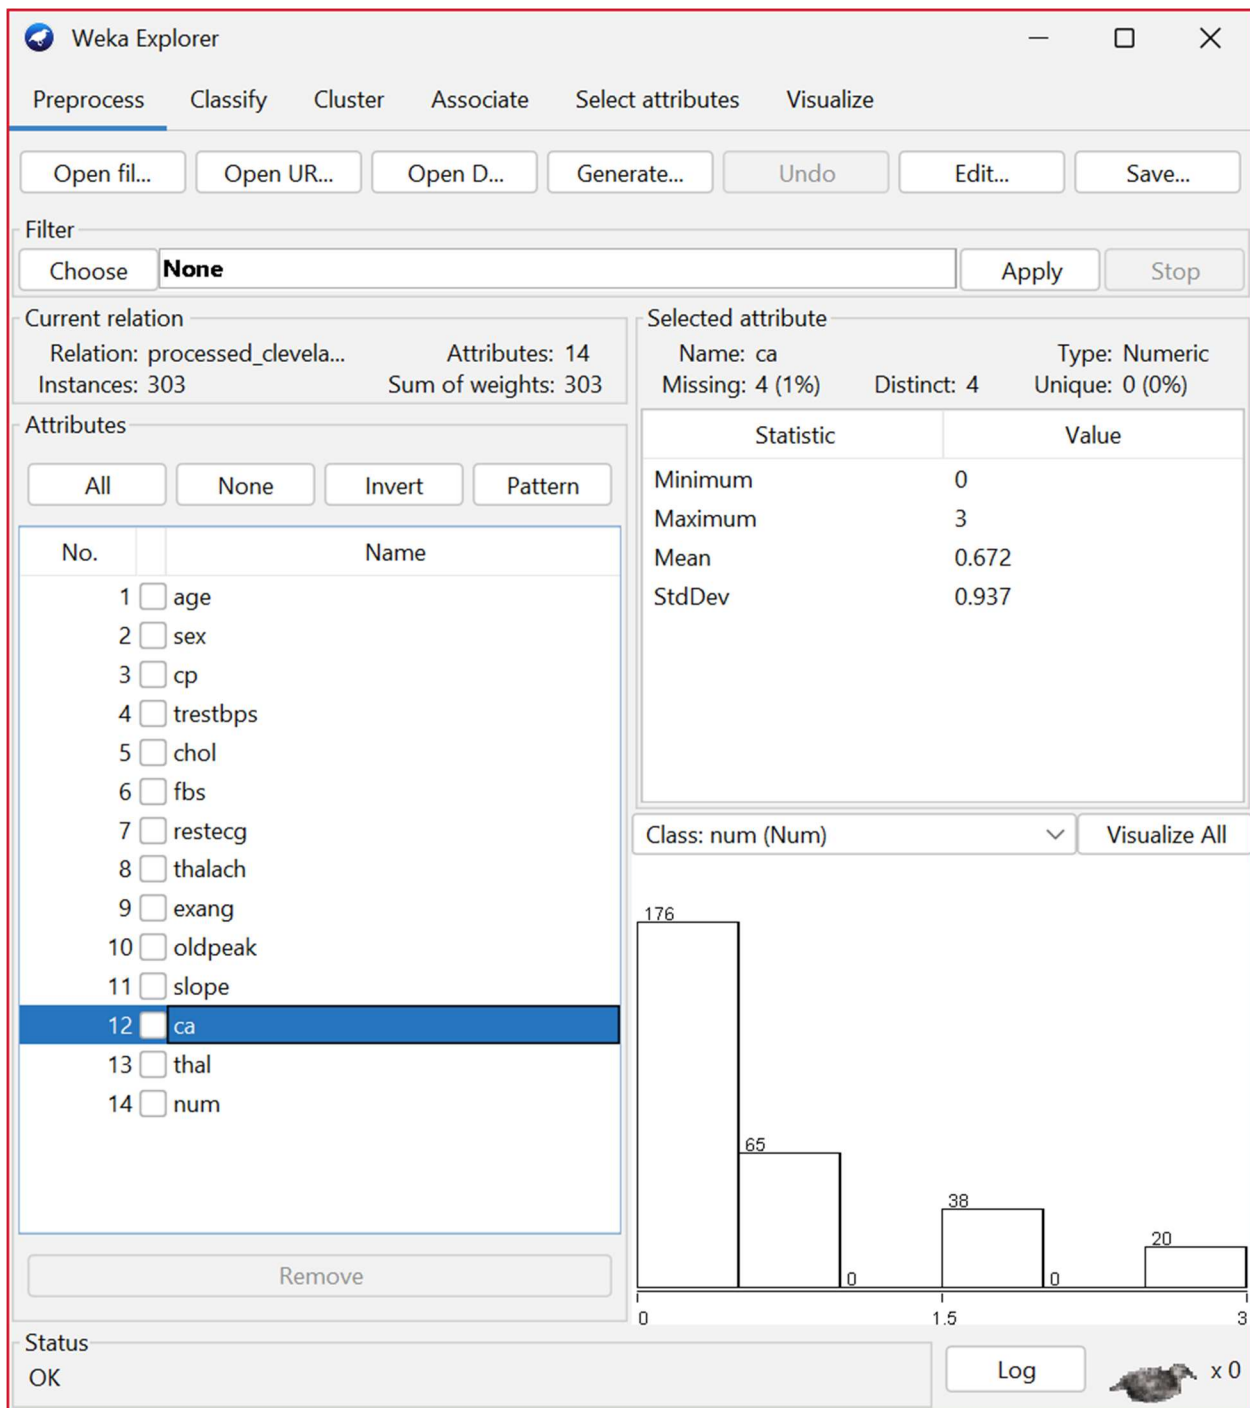 Weka Explorer
Preprocess Classify Cluster Associate Select attributes Visualize
Open fil... Open UR... Open D... Generate... Undo Edit... Save...
Filter
Choose None Apply Stop
Current relation
Relation: processed_clevela... Attributes: 14
Instances: 303 Sum of weights: 303
Attributes
All None Invert Pattern
No. Name
1 age
2 sex
3 cp
4 trestbps
5 chol
6 fbs
7 restecg
8 thalach
9 exang
10 oldpeak
11 slope
12 ca
13 thal
14 num
Remove
Selected attribute
Name: ca Type: Numeric
Missing: 4 (1%) Distinct: 4 Unique: 0 (0%)
Statistic Value
Minimum 0
Maximum 3
Mean 0.672
StdDev 0.937
Class: num (Num) Visualize All
176
65
38
20
0 0
0 1.5 3
Status
OK
Log x 0